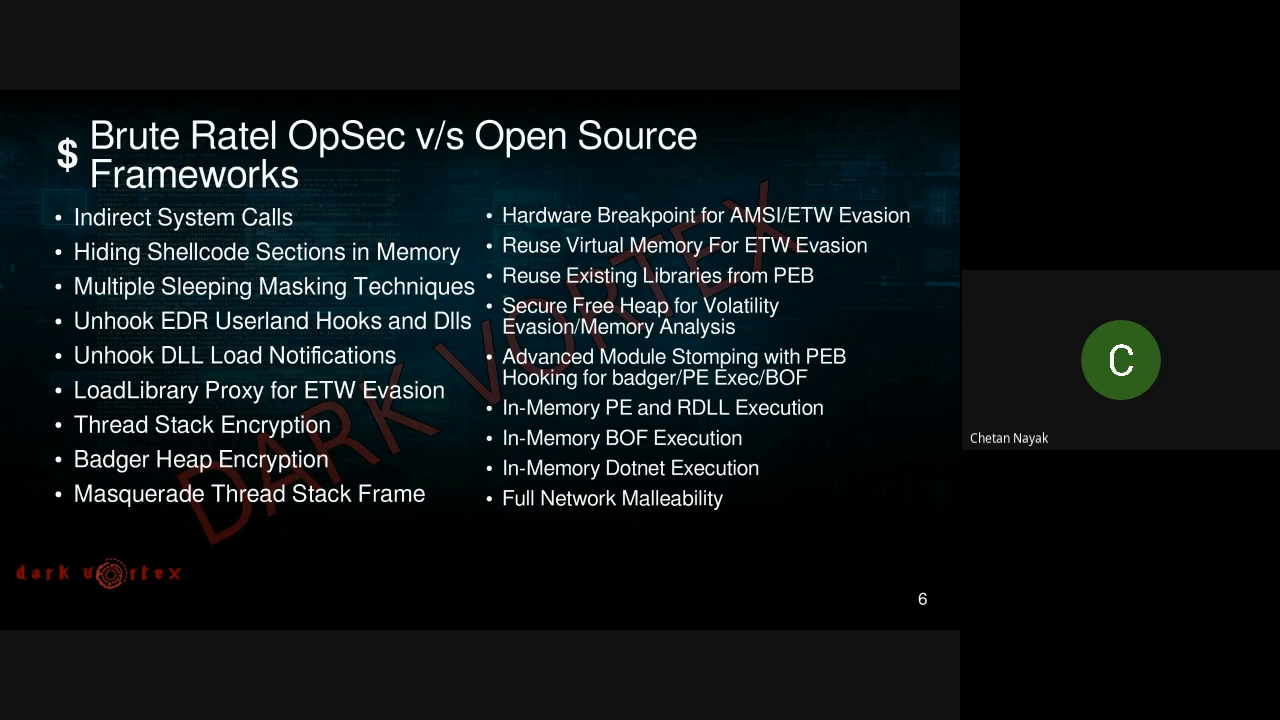 $ Brute Ratel OpSec v/s Open Source
Frameworks
• Indirect System Calls
• Hiding Shellcode Sections in Memory
• Multiple Sleeping Masking Techniques
• Unhook EDR Userland Hooks and Dlls
• Unhook DLL Load Notifications
• LoadLibrary Proxy for ETW Evasion
• Thread Stack Encryption
• Badger Heap Encryption
• Masquerade Thread Stack Frame
• Hardware Breakpoint for AMSI/ETW Evasion
• Reuse Virtual Memory For ETW Evasion
• Reuse Existing Libraries from PEB
• Secure Free Heap for Volatility
Evasion/Memory Analysis
• Advanced Module Stomping with PEB
Hooking for badger/PE Exec/BOF
• In-Memory PE and RDLL Execution
• In-Memory BOF Execution
• In-Memory Dotnet Execution
• Full Network Malleability
DARK VORTEX
dark vortex
6
C
Chetan Nayak